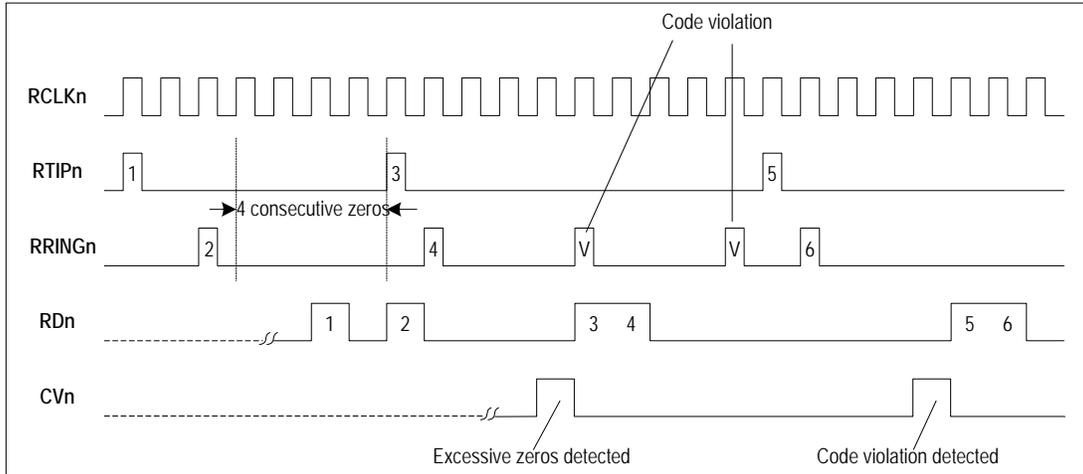 Code violation
RCLKn
RTIPn
1
3
5
4 consecutive zeros
RRINGn
2
4
V
V
6
RDn
1
2
3 4
5 6
CVn
Excessive zeros detected
Code violation detected